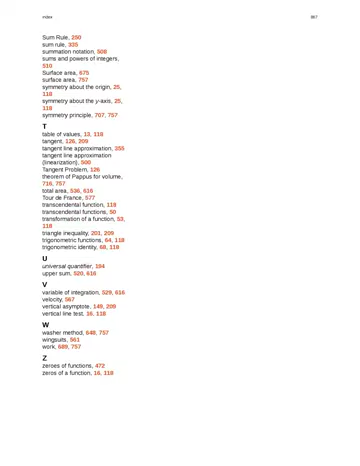 Index
867
Sum Rule, 250
sum rule, 335
summation notation, 508
sums and powers of integers,
510
Surface area, 675
surface area, 757
symmetry about the origin, 25,
118
symmetry about the y-axis, 25,
118
symmetry principle, 707, 757
T
table of values, 13, 118
tangent, 126, 209
tangent line approximation, 355
tangent line approximation
(linearization), 500
Tangent Problem, 126
theorem of Pappus for volume,
716, 757
total area, 536, 616
Tour de France, 577
transcendental function, 118
transcendental functions, 50
transformation of a function, 53,
118
triangle inequality, 201, 209
trigonometric functions, 64, 118
trigonometric identity, 68, 118
U
universal quantifier, 194
upper sum, 520, 616
V
variable of integration, 529, 616
velocity, 567
vertical asymptote, 149, 209
vertical line test, 16, 118
W
washer method, 648, 757
wingsuits, 561
work, 689, 757
Z
zeroes of functions, 472
zeros of a function, 16, 118